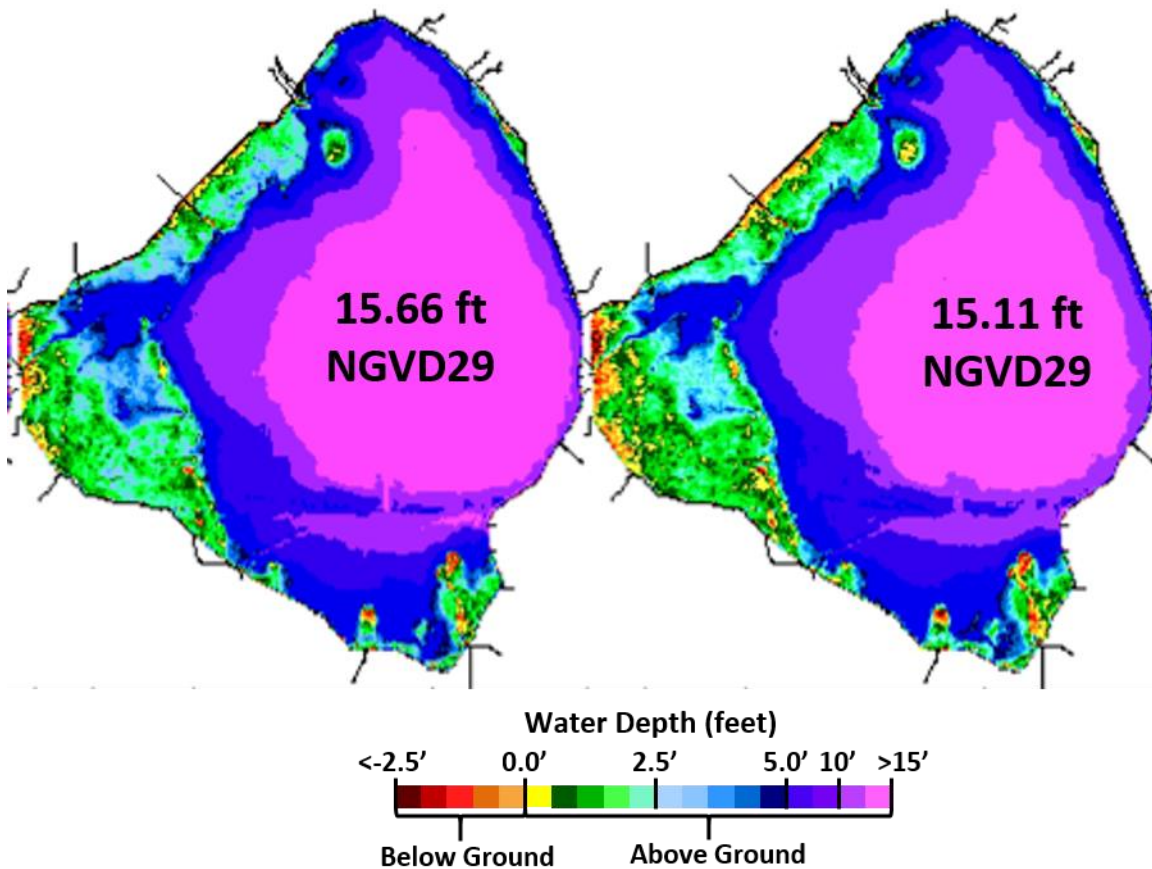 15.66 ft
NGVD29
15.11 ft
NGVD29
Water Depth (feet)
<-2.5’ 0.0’ 2.5’ 5.0’ 10’ >15’
Below Ground Above Ground